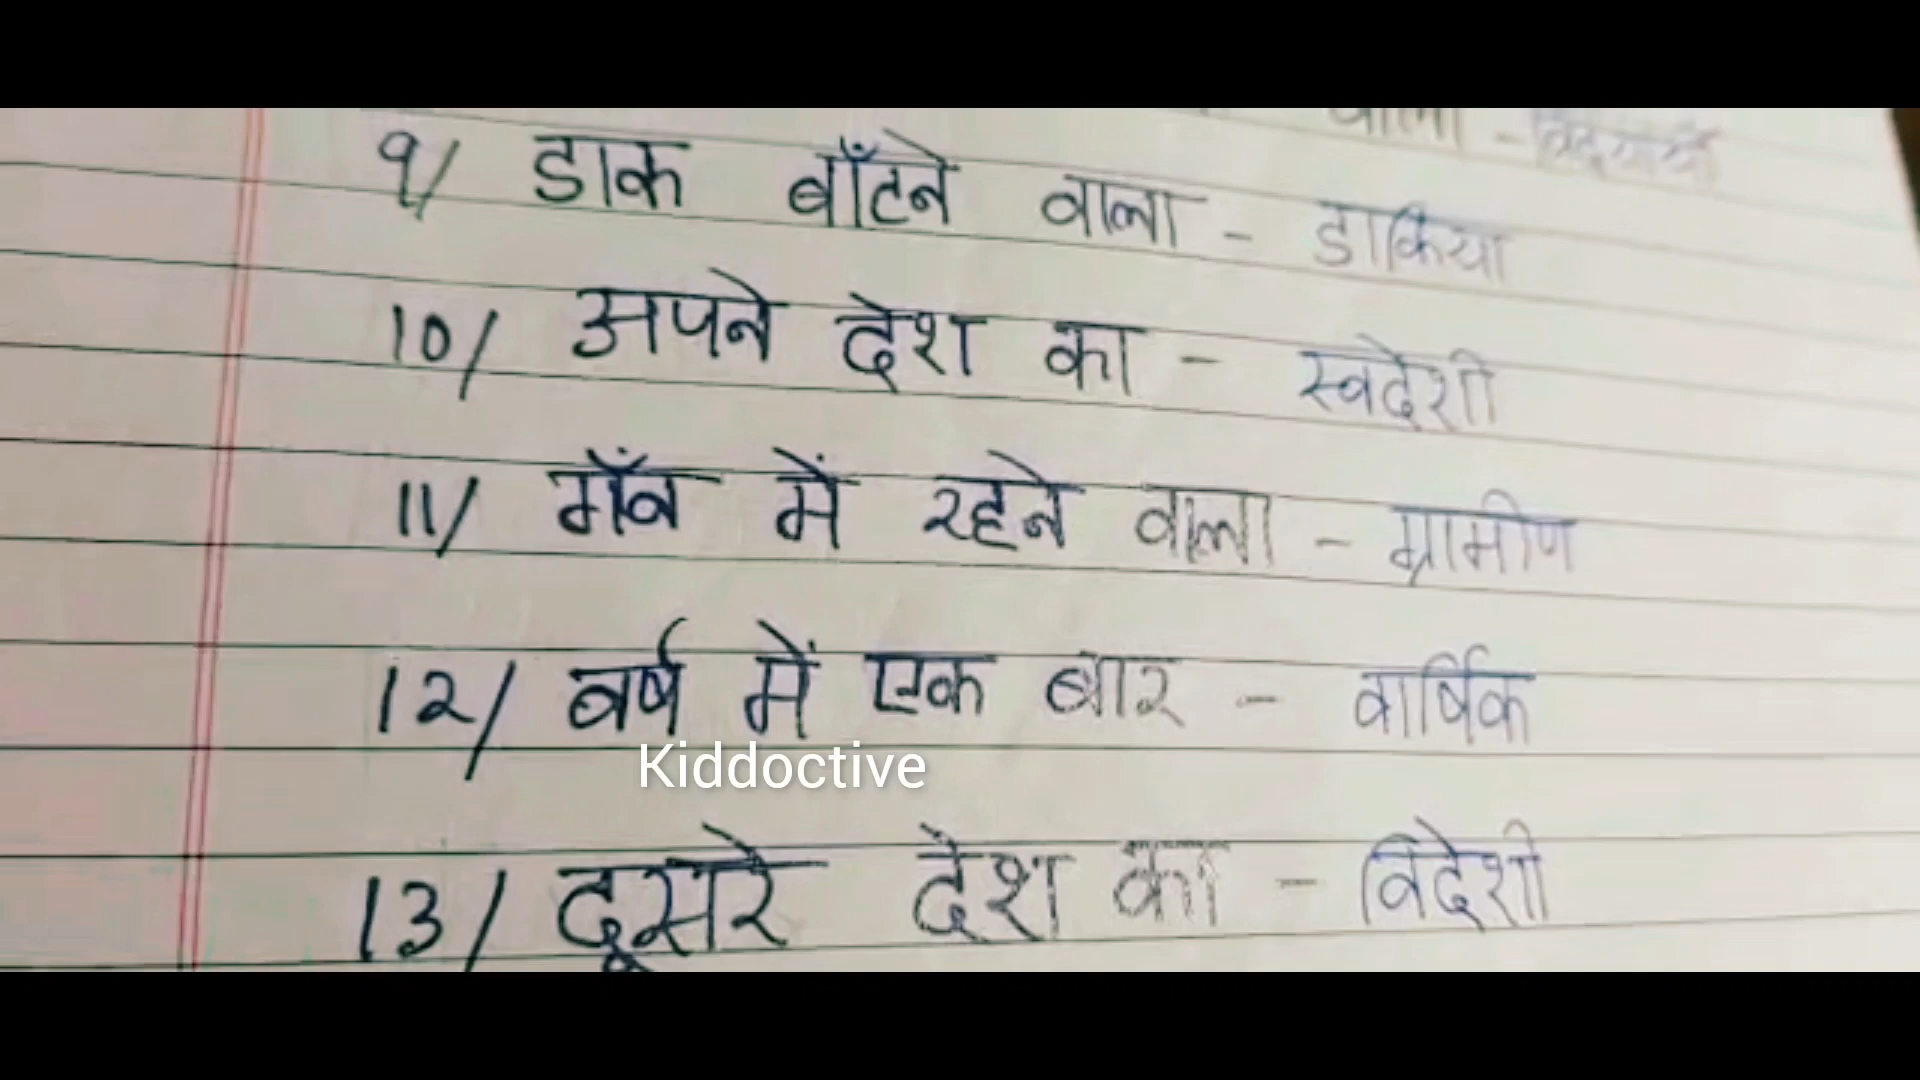 वाला -
9/ डाक बाँटने वाला - डाकिया
10/ अपने देश का - स्वदेशी
11/ गँव में रहने वाला - ग्रामीण
12/ वर्ष में एक बार - वार्षिक
Kiddoctive
13/ दूसरे देश का - विदेशी